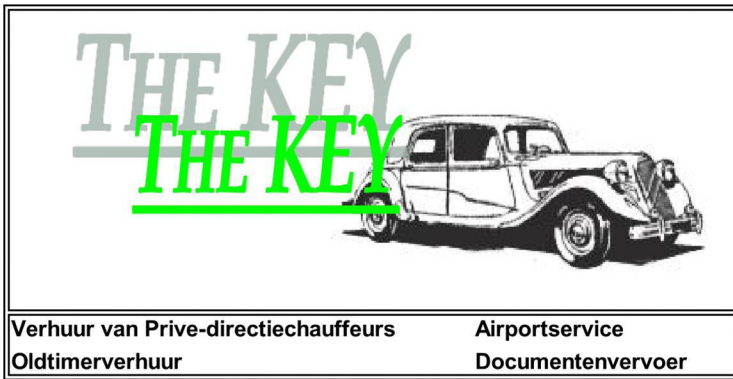 THE KEY
THE KEY
Verhuur van Prive-directiechauffeurs Airportservice
Oldtimerverhuur Documentenvervoer